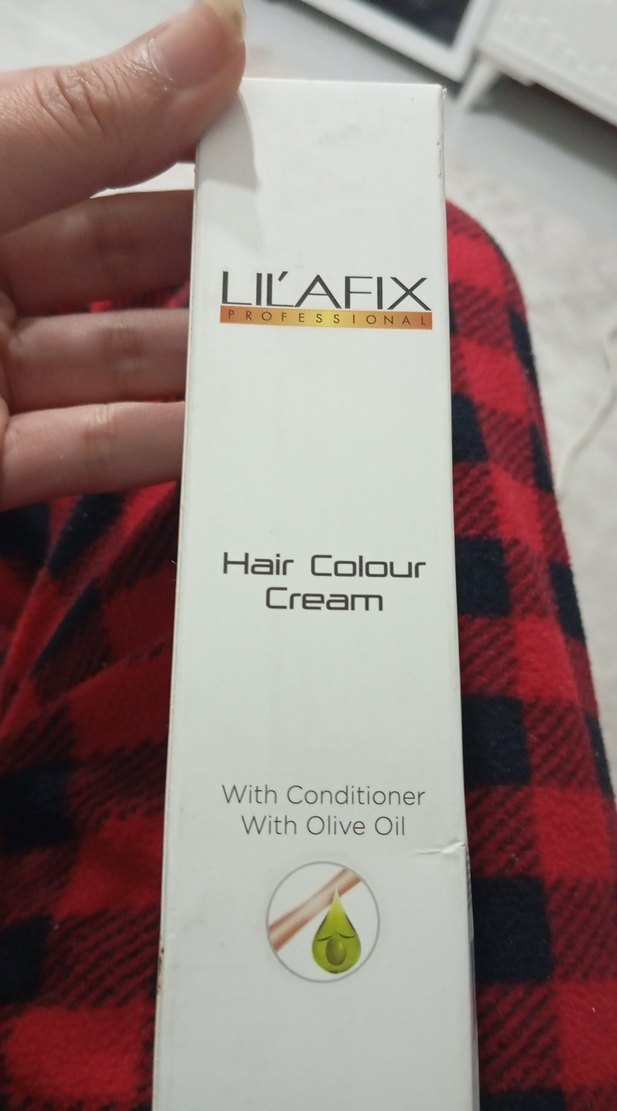 LIL'AFIX
PROFESSIONAL
Hair Colour
Cream
With Conditioner
With Olive Oil